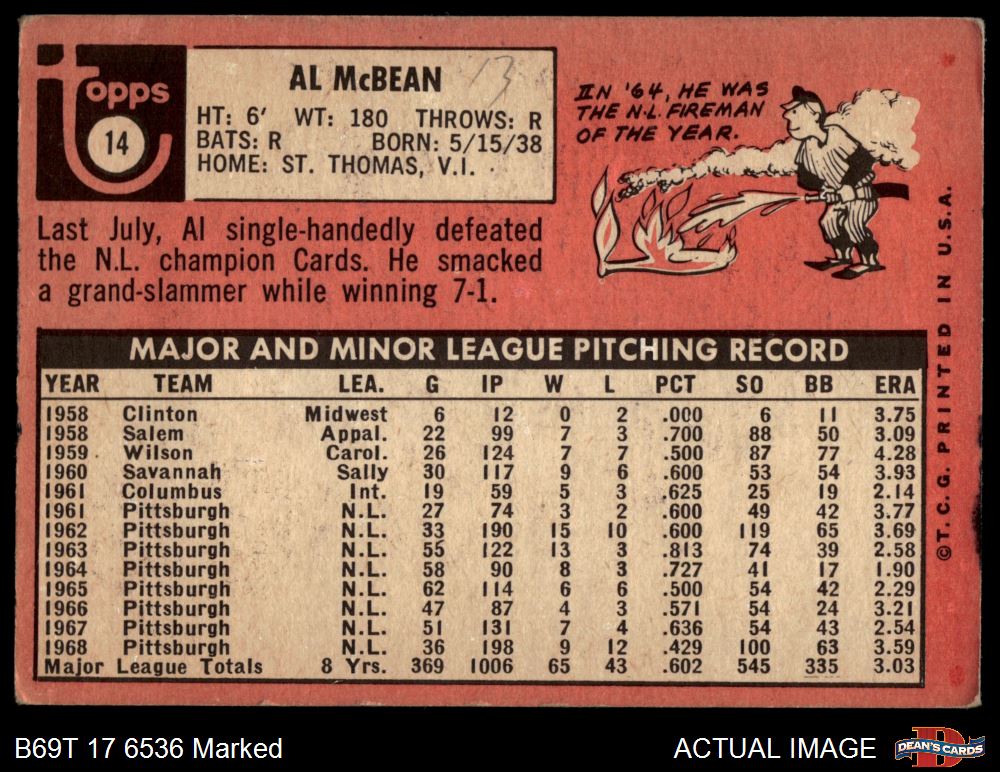 topps
14
AL McBEAN
13
HT: 6' WT: 180 THROWS: R
BATS: R BORN: 5/15/38
HOME: ST. THOMAS, V.I.
IN '64, HE WAS
THE N.L. FIREMAN
OF THE YEAR.
Last July, Al single-handedly defeated
the N.L. champion Cards. He smacked
a grand-slammer while winning 7-1.
MAJOR AND MINOR LEAGUE PITCHING RECORD
YEAR TEAM LEA. G IP W L PCT SO BB ERA
1958 Clinton Midwest 6 12 0 2 .000 6 11 3.75
1958 Salem Appal. 22 99 7 3 .700 88 50 3.09
1959 Wilson Carol. 26 124 7 7 .500 87 77 4.28
1960 Savannah Sally 30 117 9 6 .600 53 54 3.93
1961 Columbus Int. 19 59 5 3 .625 25 19 2.14
1961 Pittsburgh N.L. 27 74 3 2 .600 49 42 3.77
1962 Pittsburgh N.L. 33 190 15 10 .600 119 65 3.69
1963 Pittsburgh N.L. 55 122 13 3 .813 74 39 2.58
1964 Pittsburgh N.L. 58 90 8 3 .727 41 17 1.90
1965 Pittsburgh N.L. 62 114 6 6 .500 54 42 2.29
1966 Pittsburgh N.L. 47 87 4 3 .571 54 24 3.21
1967 Pittsburgh N.L. 51 131 7 4 .636 54 43 2.54
1968 Pittsburgh N.L. 36 198 9 12 .429 100 63 3.59
Major League Totals 8 Yrs. 369 1006 65 43 .602 545 335 3.03
©T. C. G. PRINTED IN U.S.A.
B69T 17 6536 Marked
ACTUAL IMAGE
DEAN'S CARDS